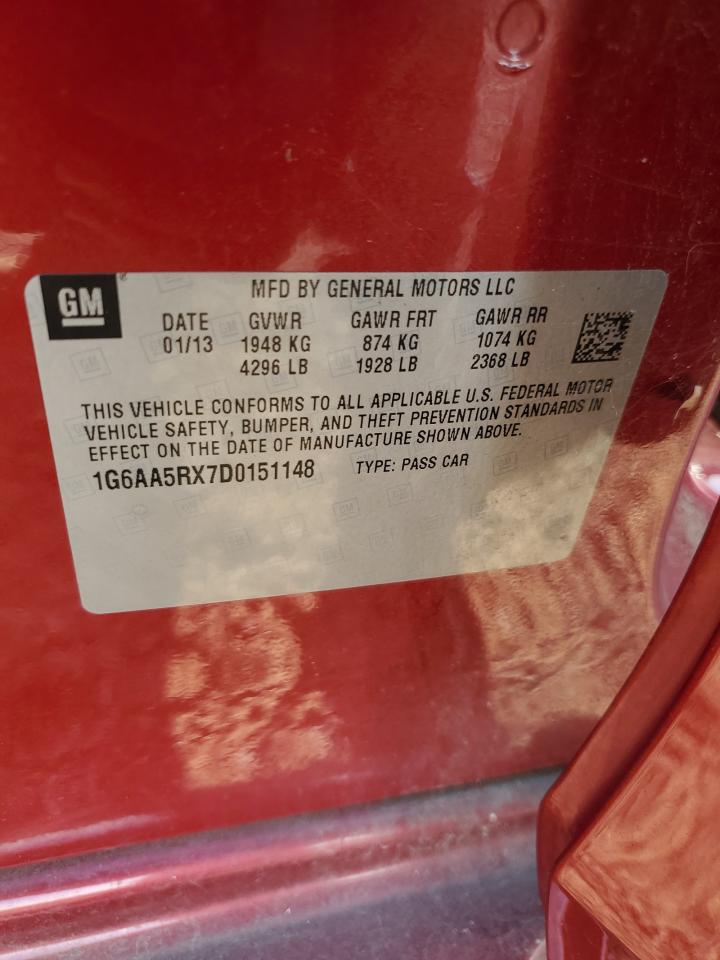 GM
MFD BY GENERAL MOTORS LLC
DATE GVWR GAWR FRT GAWR RR
01/13 1948 KG 874 KG 1074 KG
4296 LB 1928 LB 2368 LB
THIS VEHICLE CONFORMS TO ALL APPLICABLE U.S. FEDERAL MOTOR
VEHICLE SAFETY, BUMPER, AND THEFT PREVENTION STANDARDS IN
EFFECT ON THE DATE OF MANUFACTURE SHOWN ABOVE.
1G6AA5RX7D0151148 TYPE: PASS CAR